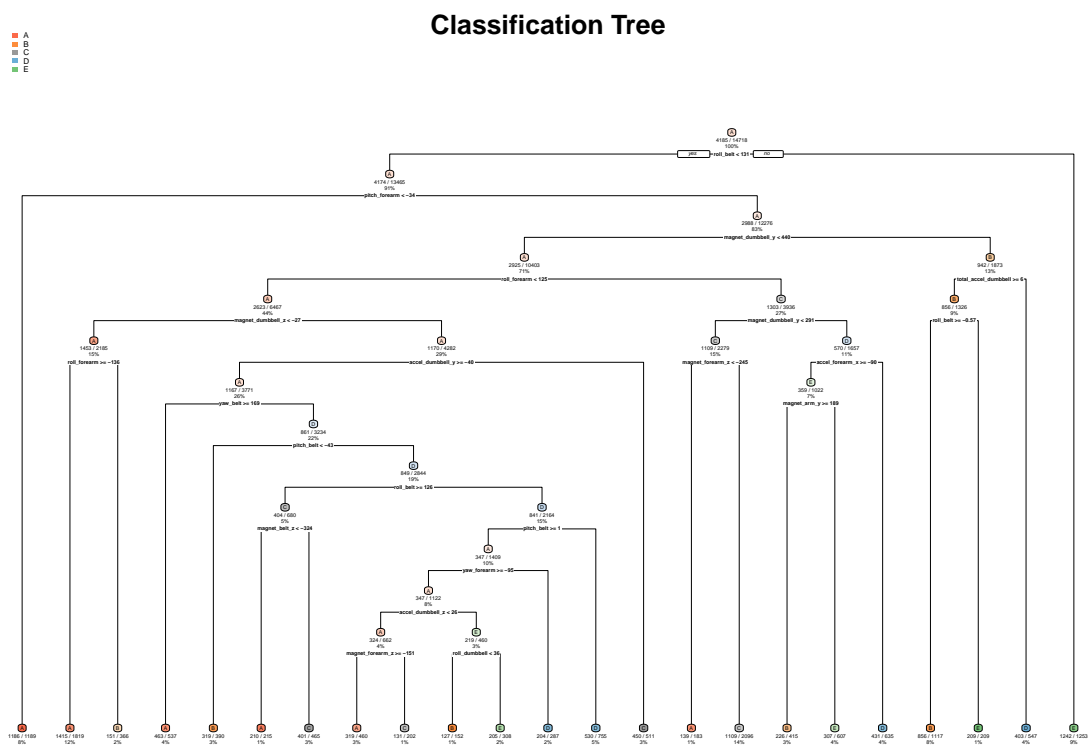 Classification Tree
A
B
C
D
E
A
4185 / 14718
100%
yes roll_belt < 131 no
A
4174 / 13465
91%
pitch_forearm < −34
A
2988 / 12276
83%
magnet_dumbbell_y < 440
A B
2925 / 10403 942 / 1873
71% 13%
roll_forearm < 125 total_accel_dumbbell >= 6
A C B
2623 / 6467 1303 / 3936 856 / 1326
44% 27% 9%
magnet_dumbbell_z < −27 magnet_dumbbell_y < 291 roll_belt >= −0.57
A A C D
1453 / 2185 1170 / 4282 1109 / 2279 570 / 1657
15% 29% 15% 11%
roll_forearm >= −136 accel_dumbbell_y >= −40 magnet_forearm_z < −245 accel_forearm_x >= −90
A E
1167 / 3771 359 / 1022
26% 7%
yaw_belt >= 169 magnet_arm_y >= 189
D
861 / 3234
22%
pitch_belt < −43
D
849 / 2844
19%
roll_belt >= 126
C D
404 / 680 841 / 2164
5% 15%
magnet_belt_z < −324 pitch_belt >= 1
A
347 / 1409
10%
yaw_forearm >= −95
A
347 / 1122
8%
accel_dumbbell_z < 26
A E
324 / 662 219 / 460
4% 3%
magnet_forearm_z >= −151 roll_dumbbell < 36
A A B A B A C A C B E D D C A C B E D B E D E
1186 / 1189 1415 / 1819 151 / 366 463 / 537 319 / 390 210 / 215 401 / 465 319 / 460 131 / 202 127 / 152 205 / 308 204 / 287 530 / 755 450 / 511 139 / 183 1109 / 2096 226 / 415 307 / 607 431 / 635 856 / 1117 209 / 209 403 / 547 1242 / 1253
8% 12% 2% 4% 3% 1% 3% 3% 1% 1% 2% 2% 5% 3% 1% 14% 3% 4% 4% 8% 1% 4% 9%